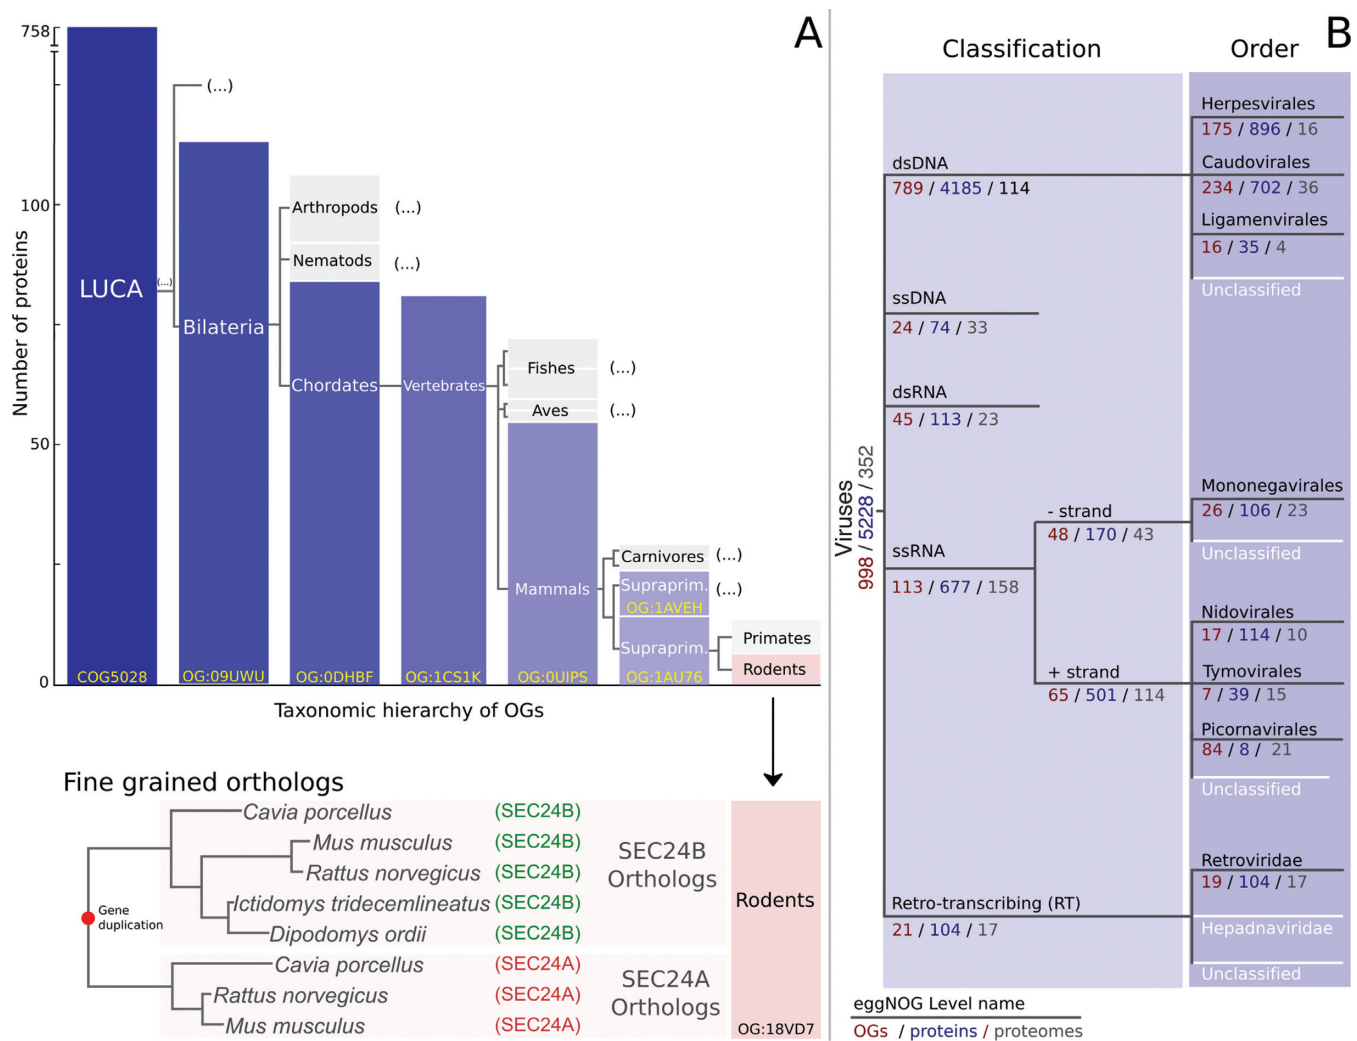 A
758
100
50
0
Number of proteins
LUCA
(...)
(...)
Bilateria
Arthropods (...)
Nematods (...)
Chordates
Vertebrates
Fishes (...)
Aves (...)
Mammals
Carnivores (...)
Supraprim. (...)
OG:1AVEH
Supraprim.
Primates
Rodents
COG5028
OG:09UWU
OG:0DHBF
OG:1CS1K
OG:0UIPS
OG:1AU76
Taxonomic hierarchy of OGs
Fine grained orthologs
Gene
duplication
Cavia porcellus (SEC24B)
Mus musculus (SEC24B)
Rattus norvegicus (SEC24B)
Ictidomys tridecemlineatus (SEC24B)
Dipodomys ordii (SEC24B)
SEC24B
Orthologs
Cavia porcellus (SEC24A)
Rattus norvegicus (SEC24A)
Mus musculus (SEC24A)
SEC24A
Orthologs
Rodents
OG:18VD7
B
Classification
Order
Viruses
998 / 5228 / 352
dsDNA
789 / 4185 / 114
Herpesvirales
175 / 896 / 16
Caudovirales
234 / 702 / 36
Ligamenvirales
16 / 35 / 4
Unclassified
ssDNA
24 / 74 / 33
dsRNA
45 / 113 / 23
ssRNA
113 / 677 / 158
- strand
48 / 170 / 43
Mononegavirales
26 / 106 / 23
Unclassified
+ strand
65 / 501 / 114
Nidovirales
17 / 114 / 10
Tymovirales
7 / 39 / 15
Picornavirales
84 / 8 / 21
Unclassified
Retro-transcribing (RT)
21 / 104 / 17
Retroviridae
19 / 104 / 17
Hepadnaviridae
Unclassified
eggNOG Level name
OGs / proteins / proteomes